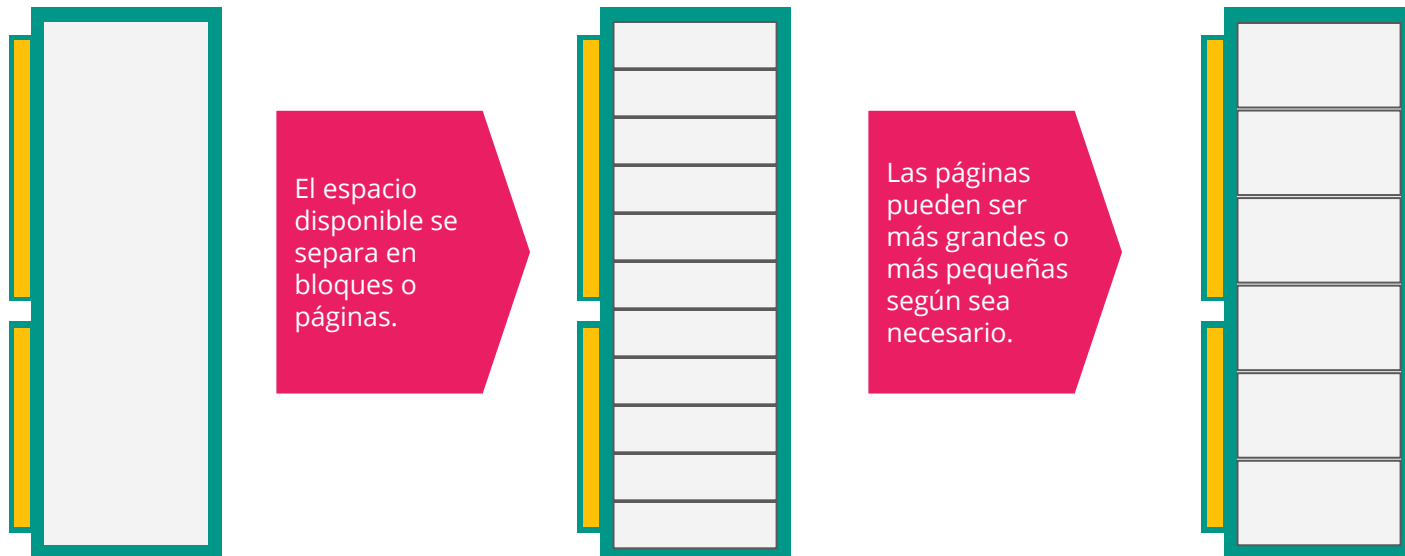 El espacio
disponible se
separa en
bloques o
páginas.
Las páginas
pueden ser
más grandes o
más pequeñas
según sea
necesario.